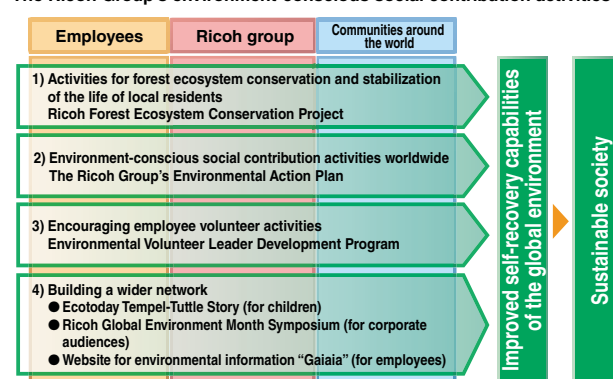 The Ricoh Group's environment-conscious social contribution activities
Employees
Ricoh group
Communities around
the world
1) Activities for forest ecosystem conservation and stabilization
of the life of local residents
Ricoh Forest Ecosystem Conservation Project
2) Environment-conscious social contribution activities worldwide
The Ricoh Group's Environmental Action Plan
3) Encouraging employee volunteer activities
Environmental Volunteer Leader Development Program
4) Building a wider network
● Ecotoday Tempel-Tuttle Story (for children)
● Ricoh Global Environment Month Symposium (for corporate
audiences)
● Website for environmental information “Gaiaia” (for employees)
Improved self-recovery capabilities
of the global environment
Sustainable society